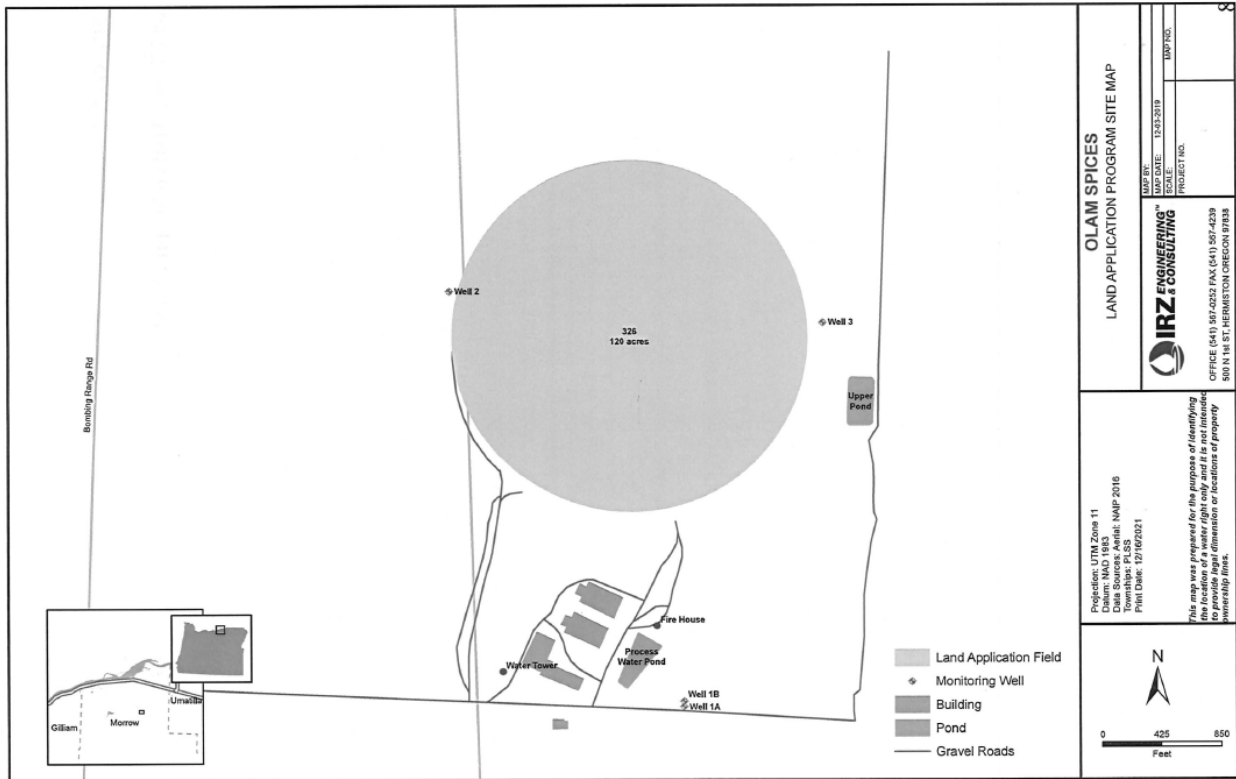 Bombing Range Rd
Well 2
326
120 acres
Well 3
Upper
Pond
Fire House
Process
Water Pond
Water Tower
Well 1B
Well 1A
Gilliam
Morrow
Umatilla
Land Application Field
Monitoring Well
Building
Pond
Gravel Roads
OLAM SPICES
LAND APPLICATION PROGRAM SITE MAP
MAP BY:
MAP DATE: 12-03-2019
SCALE:
PROJECT NO.
MAP NO.
8
IRZ ENGINEERING™
& CONSULTING
OFFICE (541) 567-0252 FAX (541) 567-4239
500 N 1st ST, HERMISTON OREGON 97838
Projection: UTM Zone 11
Datum: NAD 1983
Data Sources: Aerial: NAIP 2016
Townships: PLSS
Print Date: 12/16/2021
This map was prepared for the purpose of identifying
the location of a water right only and it is not intended
to provide legal dimension or locations of property
ownership lines.
N
0 425 850
Feet